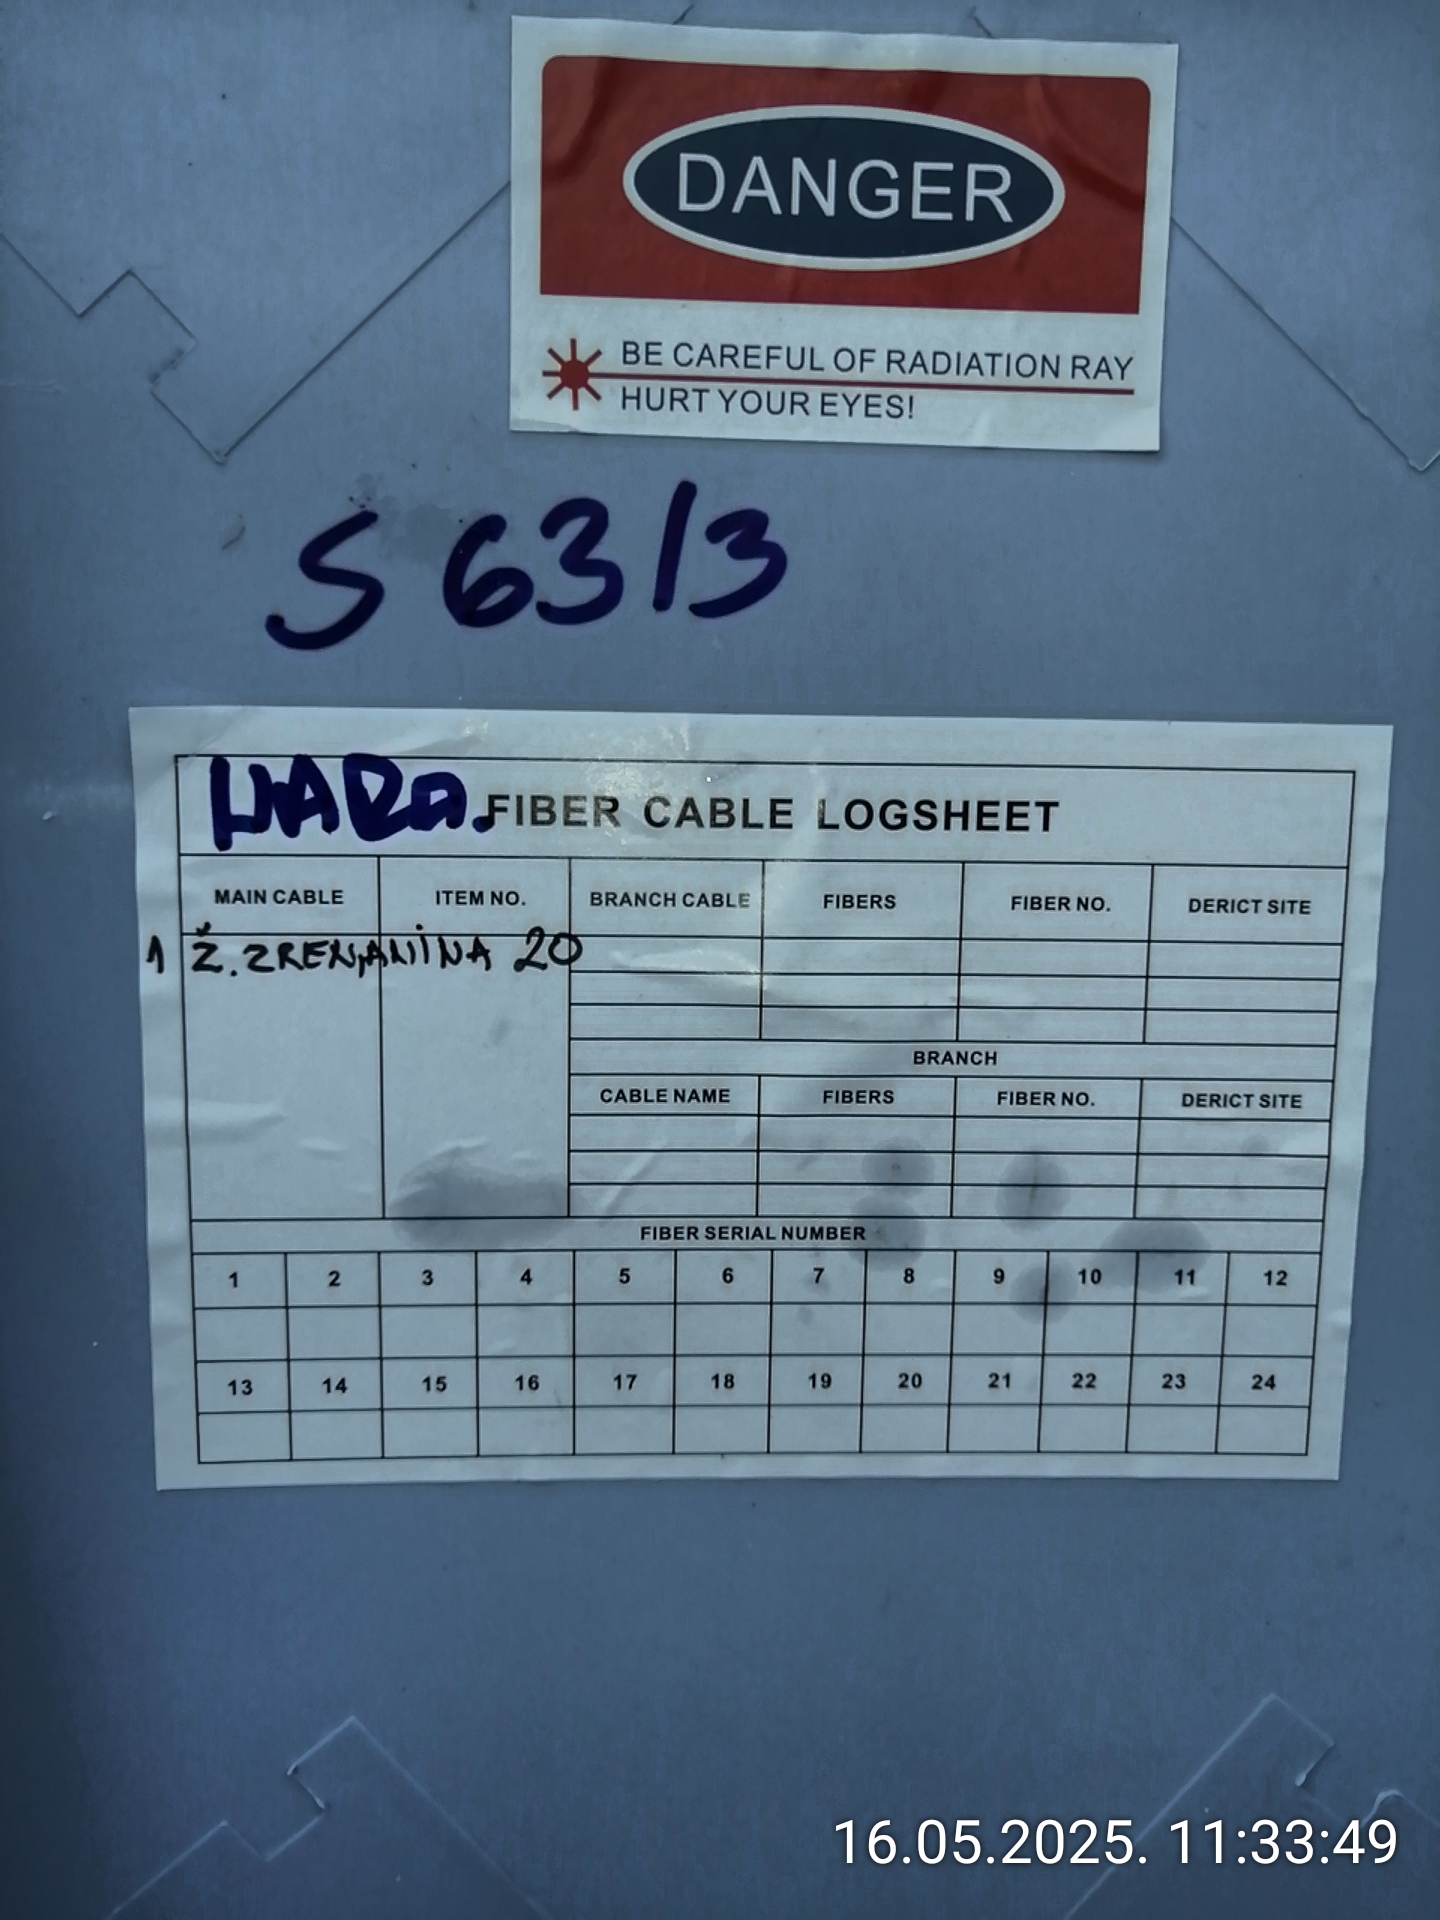 DANGER
BE CAREFUL OF RADIATION RAY
HURT YOUR EYES!
S 63/3
FIBER CABLE LOGSHEET
MAIN CABLE ITEM NO. BRANCH CABLE FIBERS FIBER NO. DERICT SITE
1 Ž. ZRENJANINA 20
BRANCH
CABLE NAME FIBERS FIBER NO. DERICT SITE
FIBER SERIAL NUMBER
1 2 3 4 5 6 7 8 9 10 11 12
13 14 15 16 17 18 19 20 21 22 23 24
16.05.2025. 11:33:49